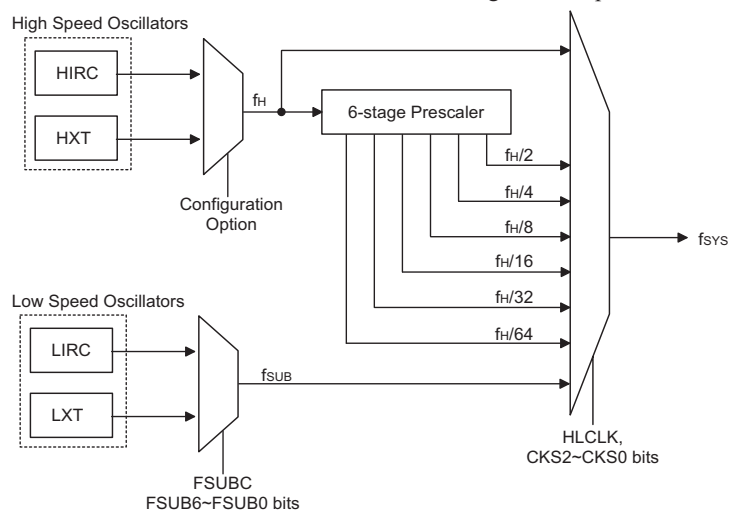 High Speed Oscillators
HIRC
HXT
fH
6-stage Prescaler
Configuration
Option
fH/2
fH/4
fH/8
fH/16
fH/32
fH/64
fSYS
Low Speed Oscillators
LIRC
LXT
fSUB
FSUBC
FSUB6~FSUB0 bits
HLCLK,
CKS2~CKS0 bits